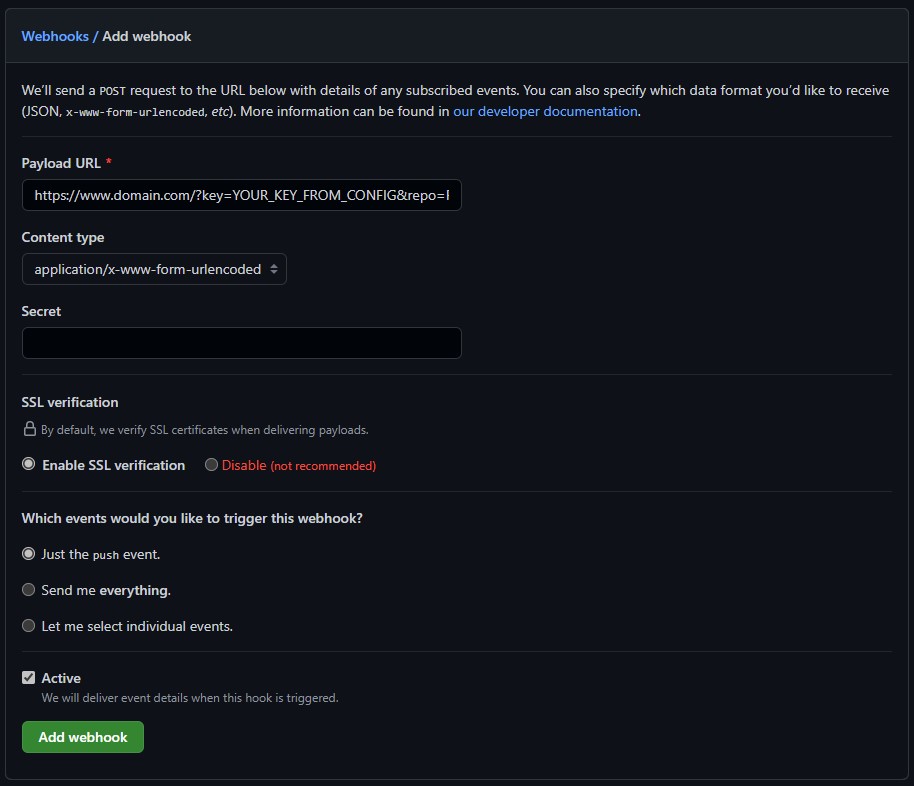 Webhooks / Add webhook
We’ll send a POST request to the URL below with details of any subscribed events. You can also specify which data format you’d like to receive
(JSON, x-www-form-urlencoded, etc). More information can be found in our developer documentation.
Payload URL *
https://www.domain.com/?key=YOUR_KEY_FROM_CONFIG&repo=
Content type
application/x-www-form-urlencoded
Secret
SSL verification
By default, we verify SSL certificates when delivering payloads.
Enable SSL verification Disable (not recommended)
Which events would you like to trigger this webhook?
Just the push event.
Send me everything.
Let me select individual events.
Active
We will deliver event details when this hook is triggered.
Add webhook